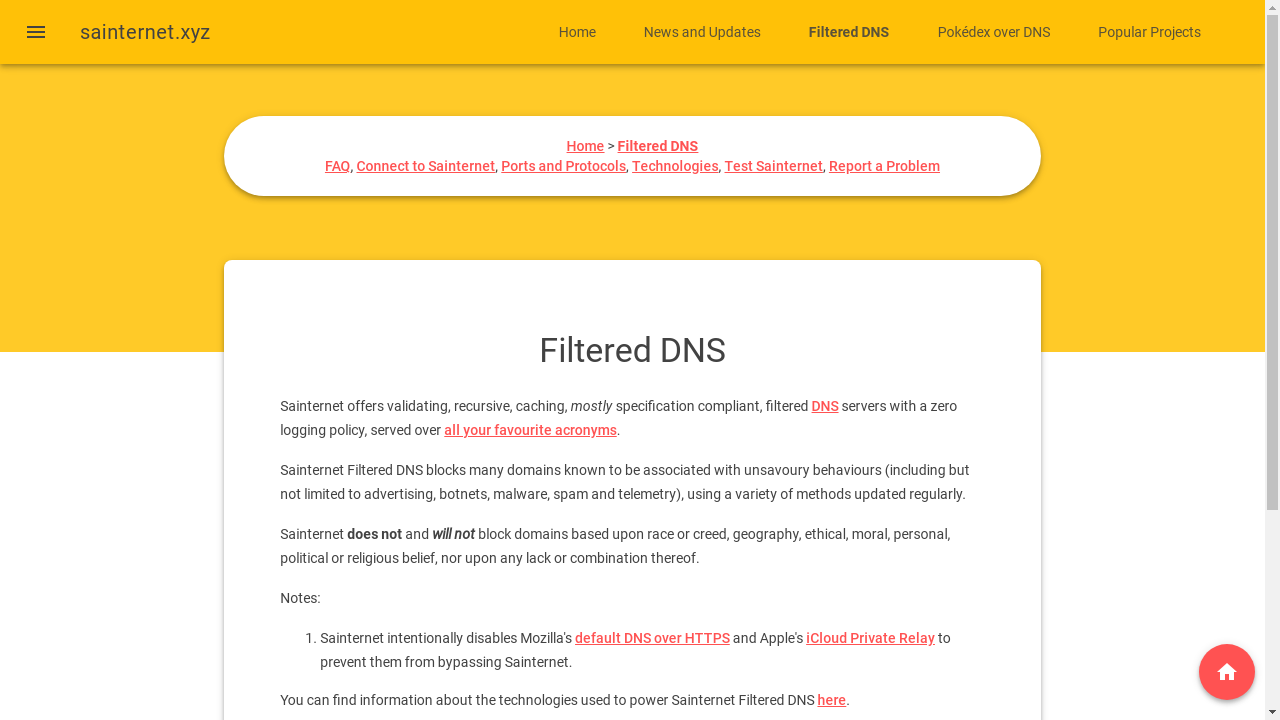 sainternet.xyz
Home
News and Updates
Filtered DNS
Pokédex over DNS
Popular Projects
Home > Filtered DNS
FAQ, Connect to Sainternet, Ports and Protocols, Technologies, Test Sainternet, Report a Problem
Filtered DNS
Sainternet offers validating, recursive, caching, mostly specification compliant, filtered DNS servers with a zero
logging policy, served over all your favourite acronyms.
Sainternet Filtered DNS blocks many domains known to be associated with unsavoury behaviours (including but
not limited to advertising, botnets, malware, spam and telemetry), using a variety of methods updated regularly.
Sainternet does not and will not block domains based upon race or creed, geography, ethical, moral, personal,
political or religious belief, nor upon any lack or combination thereof.
Notes:
1. Sainternet intentionally disables Mozilla's default DNS over HTTPS and Apple's iCloud Private Relay to
prevent them from bypassing Sainternet.
You can find information about the technologies used to power Sainternet Filtered DNS here.